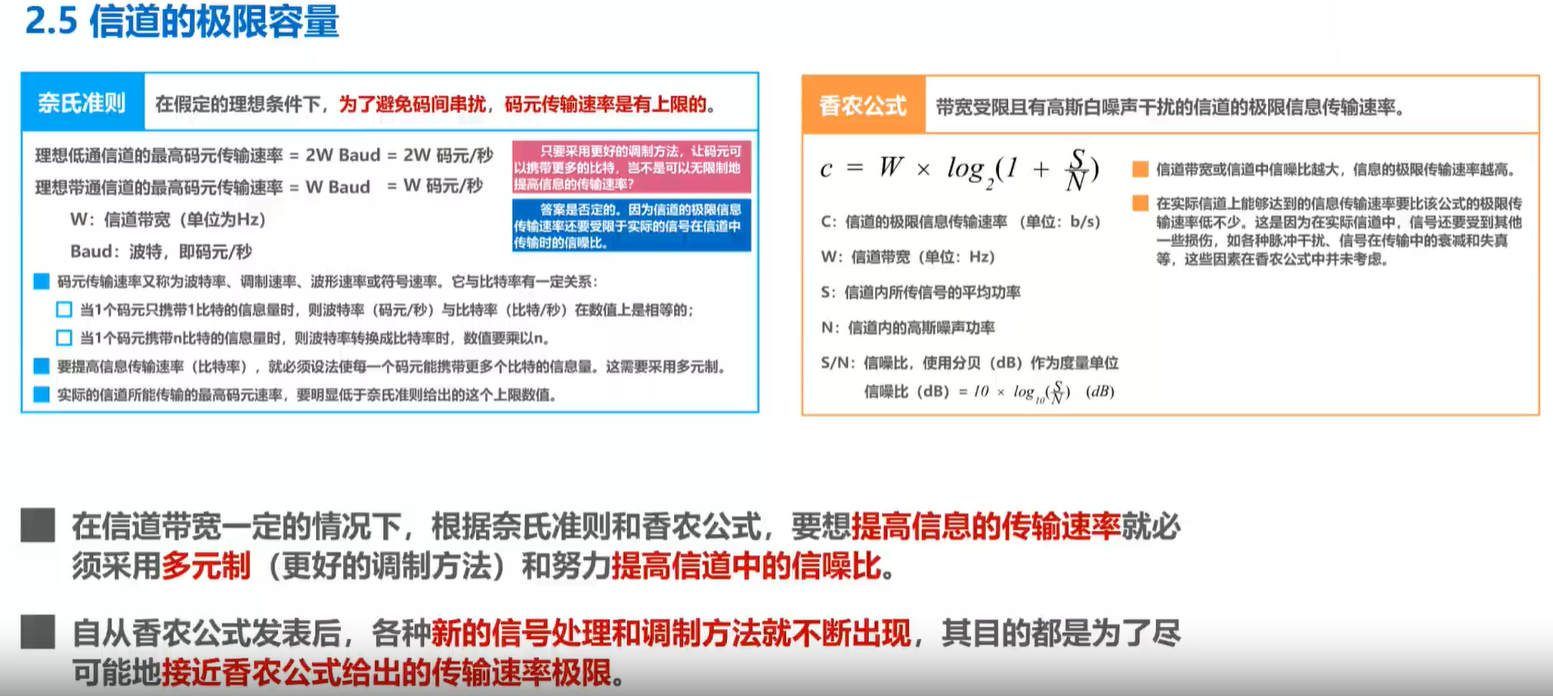 2.5 信道的极限容量
奈氏准则
在假定的理想条件下，为了避免码间串扰，码元传输速率是有上限的。
理想低通信道的最高码元传输速率 = 2W Baud = 2W 码元/秒
理想带通信道的最高码元传输速率 = W Baud = W 码元/秒
W：信道带宽（单位为Hz）
Baud：波特，即码元/秒
只要采用更好的调制方法，让码元可
以携带更多的比特，岂不是可以无限制地
提高信息的传输速率？
答案是否定的。因为信道的极限信息
传输速率还要受限于实际的信号在信道中
传输时的信噪比。
码元传输速率又称为波特率、调制速率、波形速率或符号速率。它与比特率有一定关系：
当1个码元只携带1比特的信息量时，则波特率（码元/秒）与比特率（比特/秒）在数值上是相等的；
当1个码元携带n比特的信息量时，则波特率转换成比特率时，数值要乘以n。
要提高信息传输速率（比特率），就必须设法使每一个码元能携带更多个比特的信息量。这需要采用多元制。
实际的信道所能传输的最高码元速率，要明显低于奈氏准则给出的这个上限数值。
香农公式
带宽受限且有高斯白噪声干扰的信道的极限信息传输速率。
c = W × log₂(1 + S/N)
C：信道的极限信息传输速率 （单位：b/s）
W：信道带宽（单位：Hz）
S：信道内所传信号的平均功率
N：信道内的高斯噪声功率
S/N：信噪比，使用分贝（dB）作为度量单位
信噪比（dB）= 10 × log₁₀(S/N) (dB)
信道带宽或信道中信噪比越大，信息的极限传输速率越高。
在实际信道上能够达到的信息传输速率要比该公式的极限传
输速率低不少。这是因为在实际信道中，信号还要受到其他
一些损伤，如各种脉冲干扰、信号在传输中的衰减和失真
等，这些因素在香农公式中并未考虑。
在信道带宽一定的情况下，根据奈氏准则和香农公式，要想提高信息的传输速率就必
须采用多元制（更好的调制方法）和努力提高信道中的信噪比。
自从香农公式发表后，各种新的信号处理和调制方法就不断出现，其目的都是为了尽
可能地接近香农公式给出的传输速率极限。